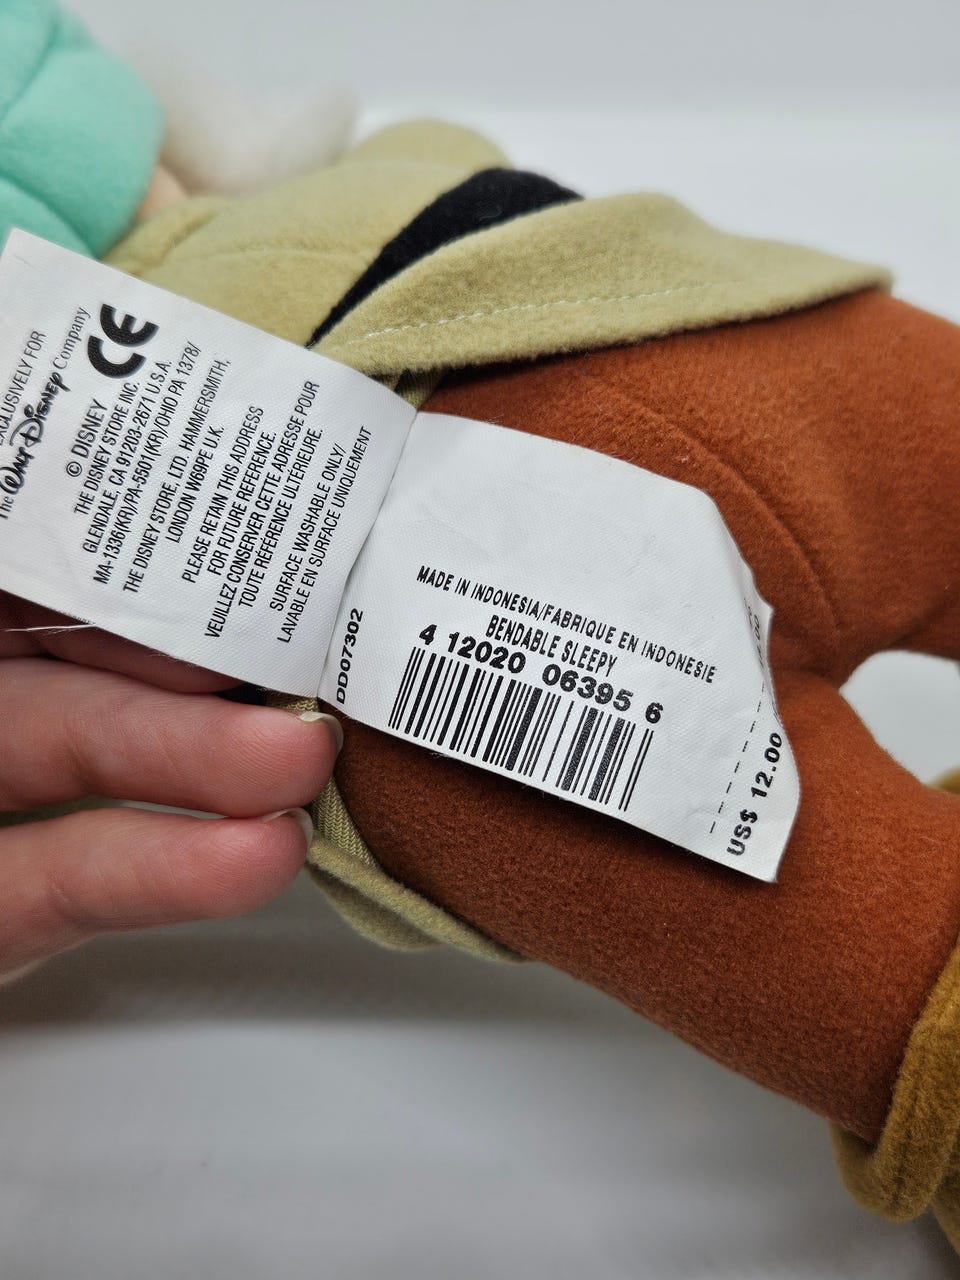 EXCLUSIVELY FOR
The Walt Disney Company
CE
© DISNEY
THE DISNEY STORE INC.
GLENDALE, CA 91203-2671 U.S.A.
MA-1336(KR)/PA-5501(KR)/OHIO PA 1378/
THE DISNEY STORE, LTD. HAMMERSMITH,
LONDON W69PE U.K.
PLEASE RETAIN THIS ADDRESS
FOR FUTURE REFERENCE.
VEUILLEZ CONSERVER CETTE ADRESSE POUR
TOUTE RÉFÉRENCE ULTÉRIEURE.
SURFACE WASHABLE ONLY/
LAVABLE EN SURFACE UNIQUEMENT
DD07302
MADE IN INDONESIA/FABRIQUE EN INDONESIE
BENDABLE SLEEPY
4 12020 06395 6
US$ 12.00